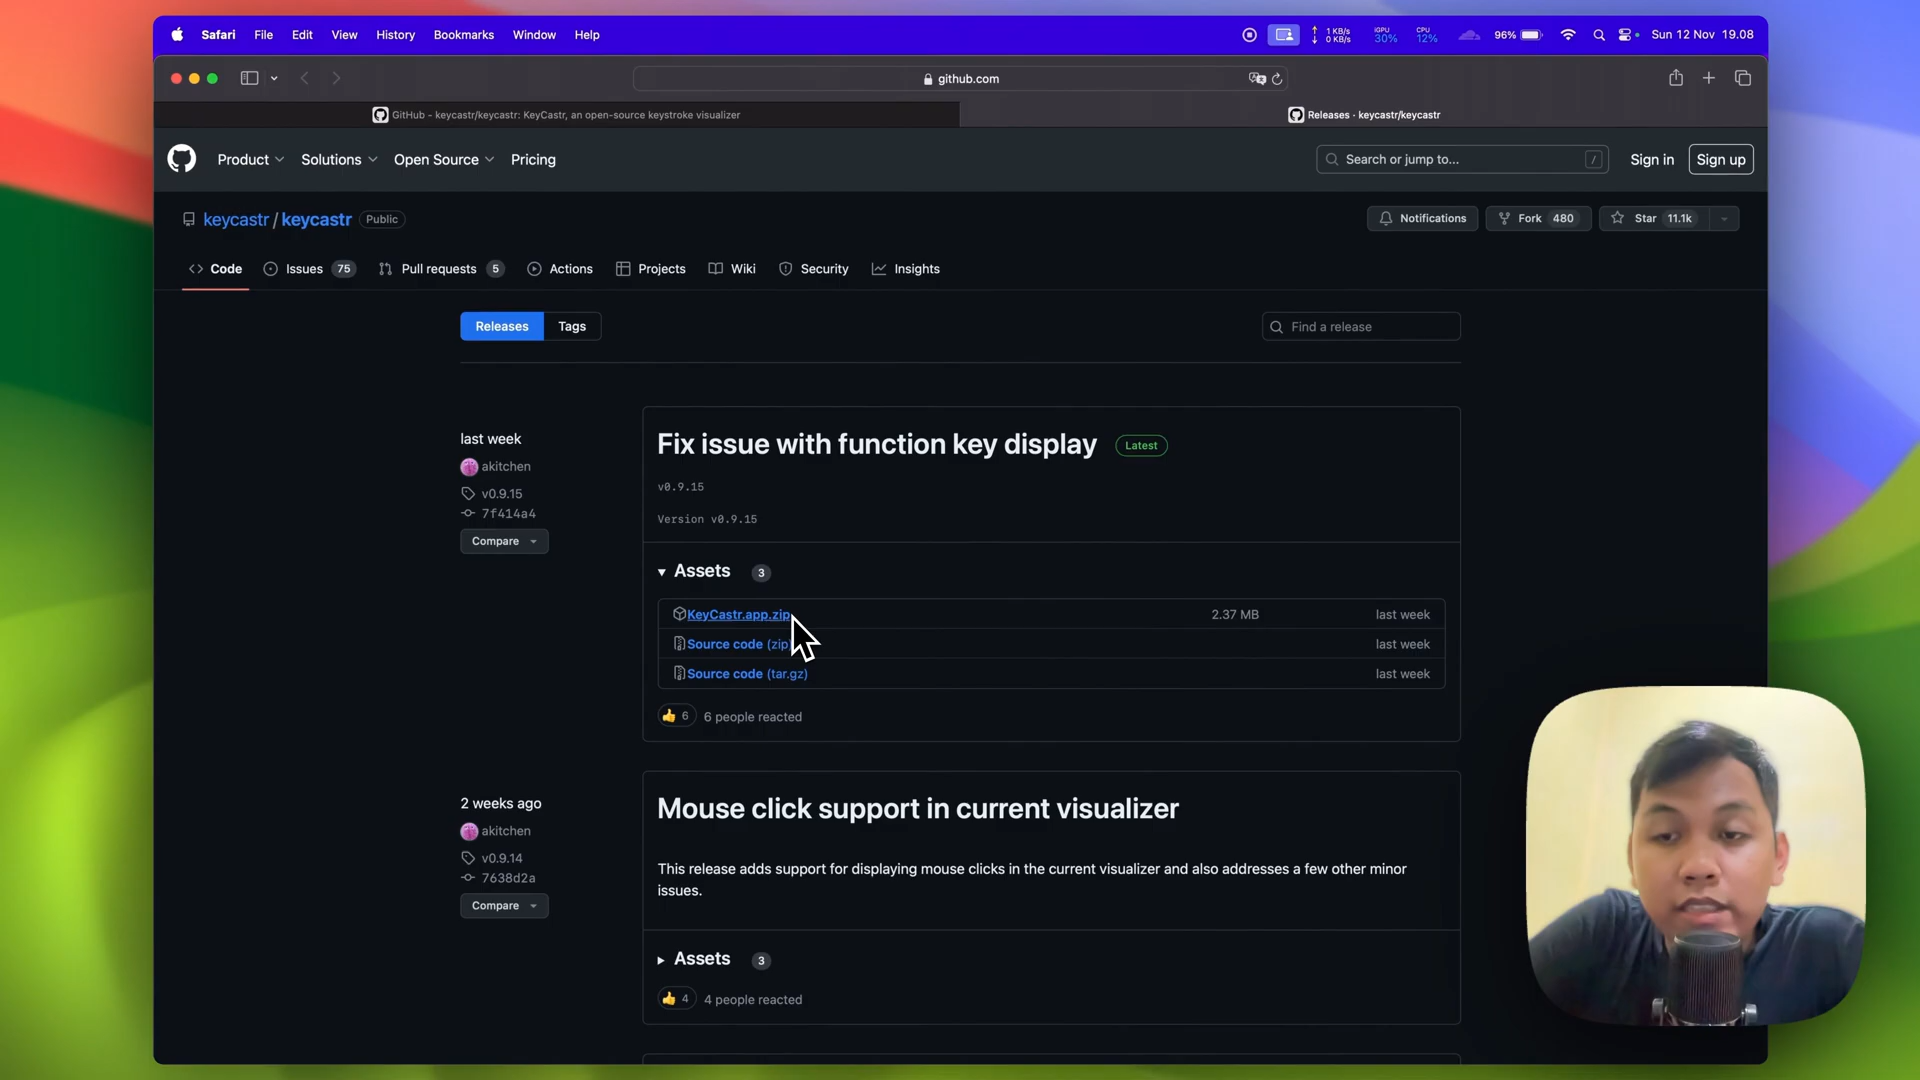 Safari File Edit View History Bookmarks Window Help 1 KB/s 0 KB/s iGPU 30% CPU 12% 96% Sun 12 Nov 19.08
github.com
GitHub - keycastr/keycastr: KeyCastr, an open-source keystroke visualizer Releases · keycastr/keycastr
Product Solutions Open Source Pricing Search or jump to... / Sign in Sign up
keycastr / keycastr Public Notifications Fork 480 Star 11.1k
Code Issues 75 Pull requests 5 Actions Projects Wiki Security Insights
Releases Tags Find a release
last week
akitchen
v0.9.15
7f414a4
Compare
Fix issue with function key display Latest
v0.9.15
Version v0.9.15
Assets 3
KeyCastr.app.zip 2.37 MB last week
Source code (zip) last week
Source code (tar.gz) last week
👍 6 6 people reacted
2 weeks ago
akitchen
v0.9.14
7638d2a
Compare
Mouse click support in current visualizer
This release adds support for displaying mouse clicks in the current visualizer and also addresses a few other minor
issues.
Assets 3
👍 4 4 people reacted